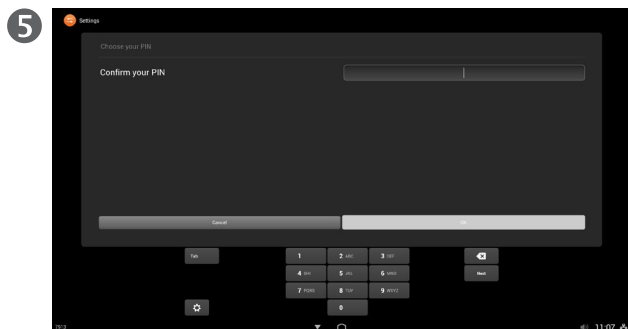 5
Settings
Choose your PIN
Confirm your PIN
Cancel
OK
Tab 1 2 ABC 3 DEF
4 GHI 5 JKL 6 MNO Next
7 PQRS 8 TUV 9 WXYZ
0
11:07